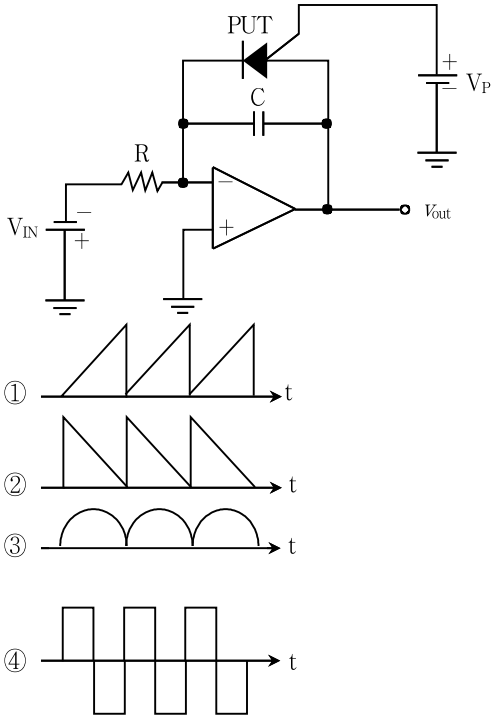 PUT
+
− V_P
C
R
−
+
−
V_IN +
v_out
① t
② t
③ t
④ t